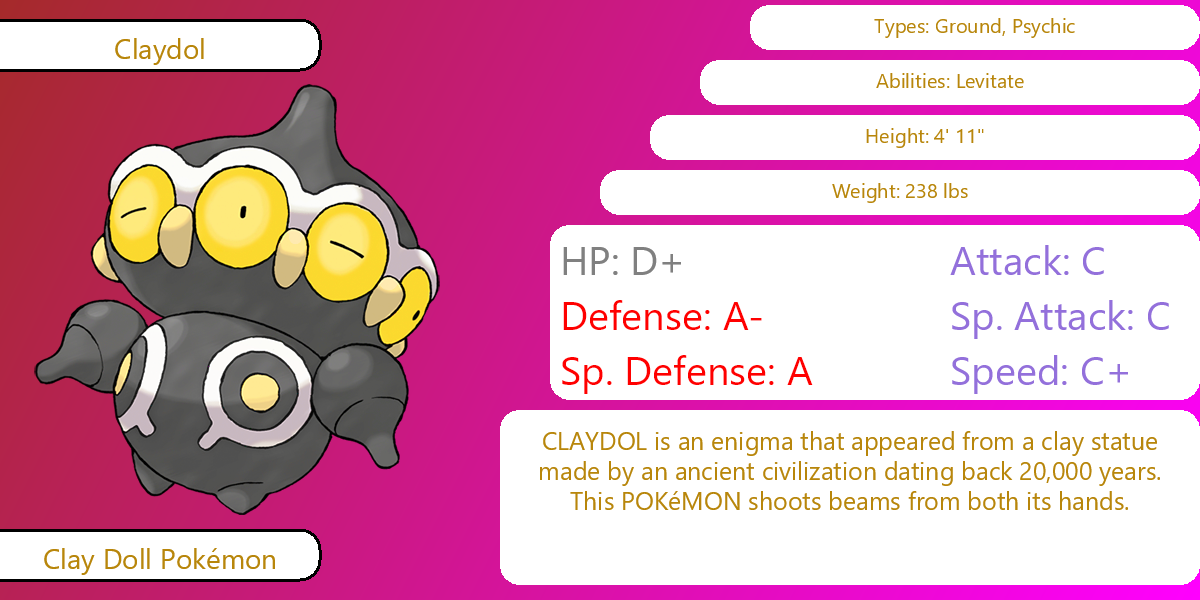 Claydol
Types: Ground, Psychic
Abilities: Levitate
Height: 4' 11"
Weight: 238 lbs
HP: D+
Attack: C
Defense: A-
Sp. Attack: C
Sp. Defense: A
Speed: C+
CLAYDOL is an enigma that appeared from a clay statue
made by an ancient civilization dating back 20,000 years.
This POKéMON shoots beams from both its hands.
Clay Doll Pokémon